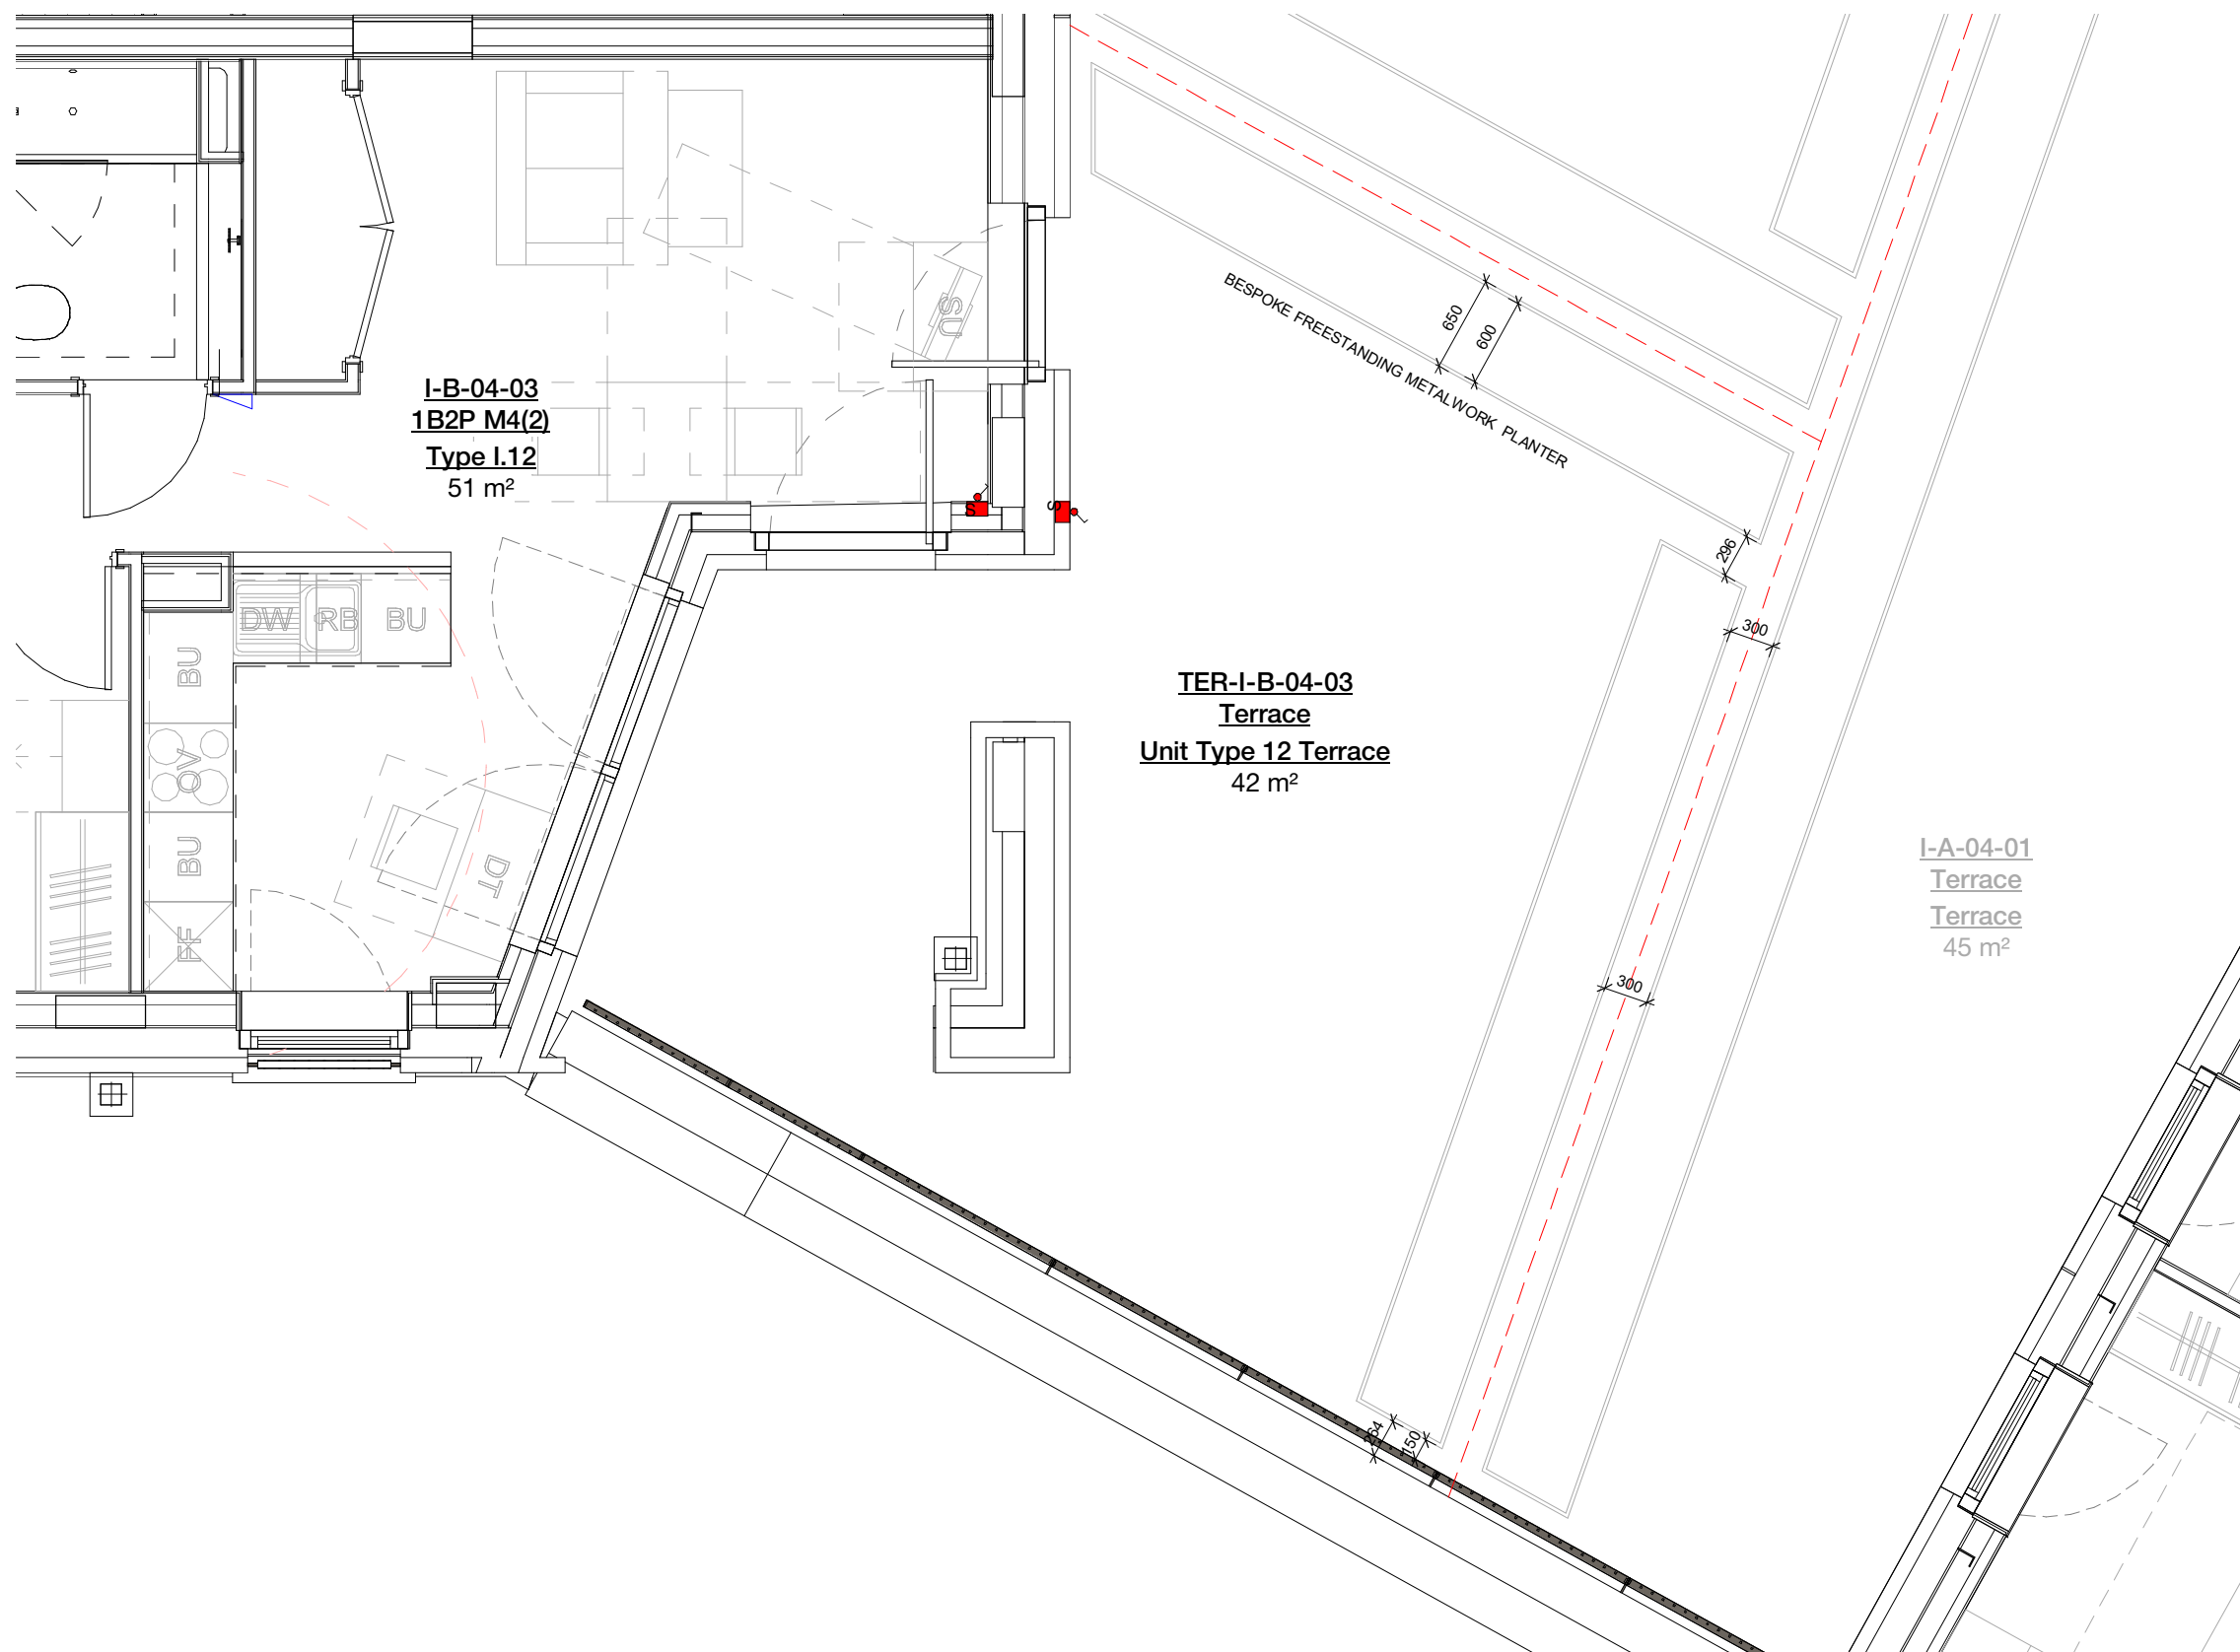 I-B-04-03
1B2P M4(2)
Type I.12
51 m²
SU
S
S
BESPOKE FREESTANDING METALWORK PLANTER
650
600
296
300
DW
RB
BU
BU
OV
BU
FF
DT
TER-I-B-04-03
Terrace
Unit Type 12 Terrace
42 m²
I-A-04-01
Terrace
Terrace
45 m²
300
264
150